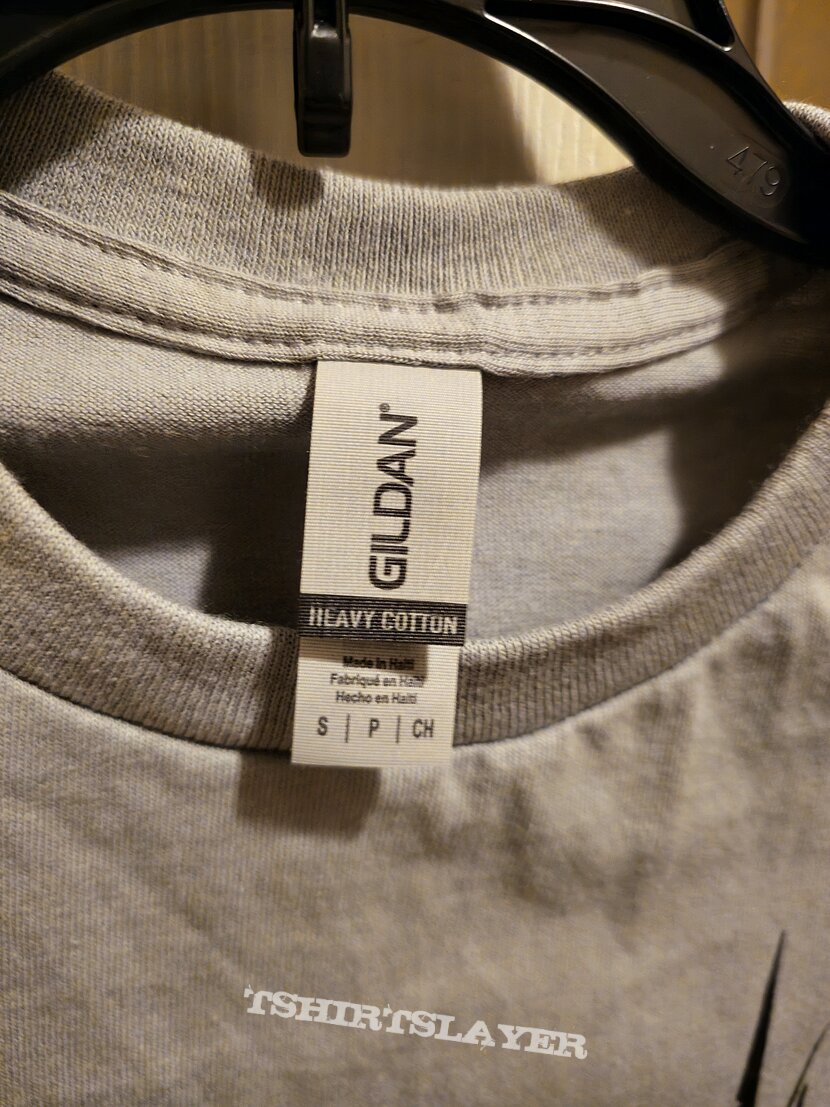 479
GILDAN®
HEAVY COTTON
Made in Haiti
Fabriqué en Haïti
Hecho en Haití
S | P | CH
TSHIRTSLAYER